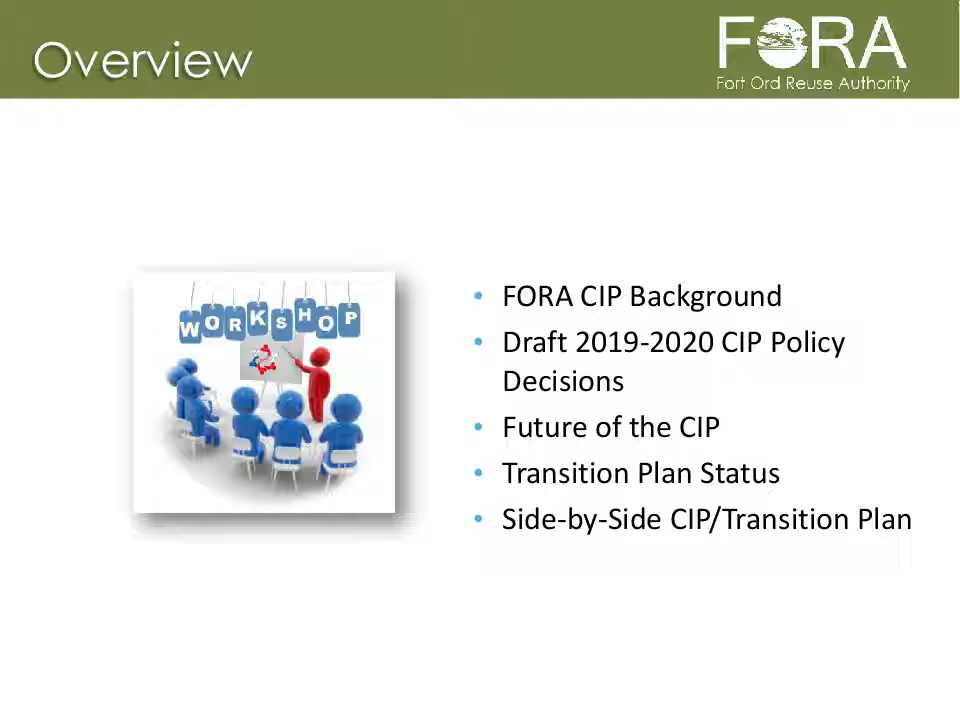 Overview
FORA
Fort Ord Reuse Authority
WORKSHOP
• FORA CIP Background
• Draft 2019-2020 CIP Policy
Decisions
• Future of the CIP
• Transition Plan Status
• Side-by-Side CIP/Transition Plan